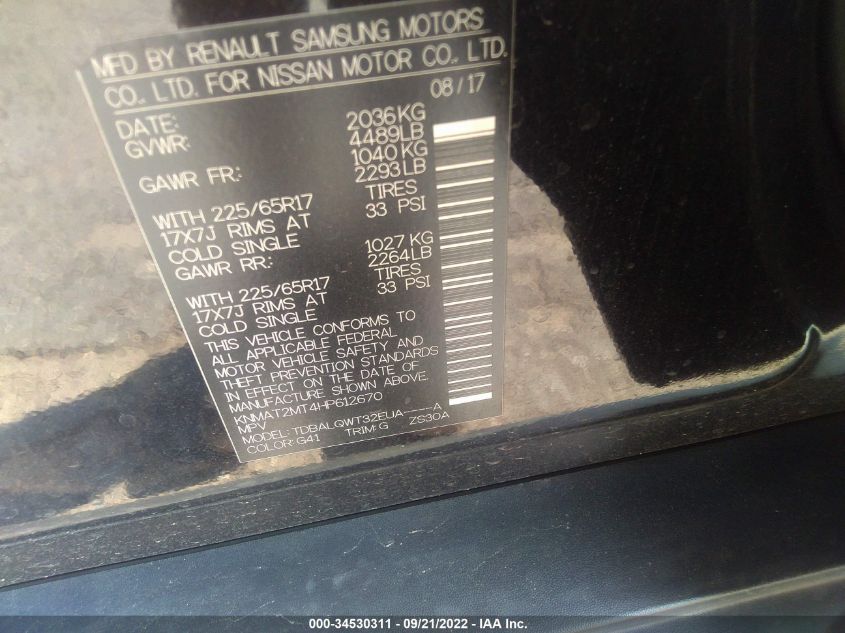 MFD BY RENAULT SAMSUNG MOTORS
CO., LTD. FOR NISSAN MOTOR CO., LTD.
DATE: 08/17
GVWR: 2036KG
4489LB
GAWR FR: 1040KG
2293LB
WITH 225/65R17 TIRES
17X7J RIMS AT 33 PSI
COLD SINGLE
GAWR RR: 1027KG
2264LB
WITH 225/65R17 TIRES
17X7J RIMS AT 33 PSI
COLD SINGLE
THIS VEHICLE CONFORMS TO
ALL APPLICABLE FEDERAL
MOTOR VEHICLE SAFETY AND
THEFT PREVENTION STANDARDS
IN EFFECT ON THE DATE OF
MANUFACTURE SHOWN ABOVE.
KNMAT2MT4HP612670
MPV
MODEL: TDBALGWT32EUA-----A
COLOR: G41 TRIM: G ZS30A
000-34530311 - 09/21/2022 - IAA Inc.